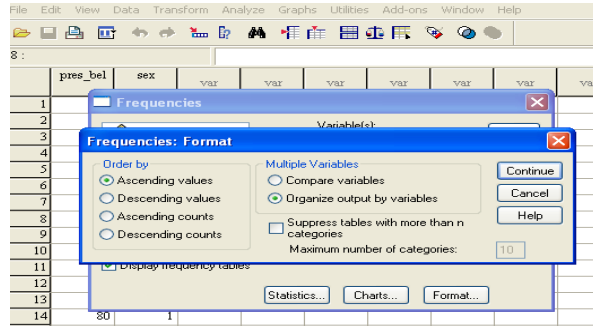 File Edit View Data Transform Analyze Graphs Utilities Add-ons Window Help
8 :
pres_bel sex var var var var var var
1
Frequencies
2
Variable(s):
3
Frequencies: Format
4
Order by Multiple Variables
5
Ascending values Compare variables Continue
6
Descending values Organize output by variables Cancel
7
Ascending counts Suppress tables with more than n categories Help
8
Descending counts
9
Maximum number of categories: 10
10
Display frequency tables
11
12
Statistics... Charts... Format...
13
14 80 1